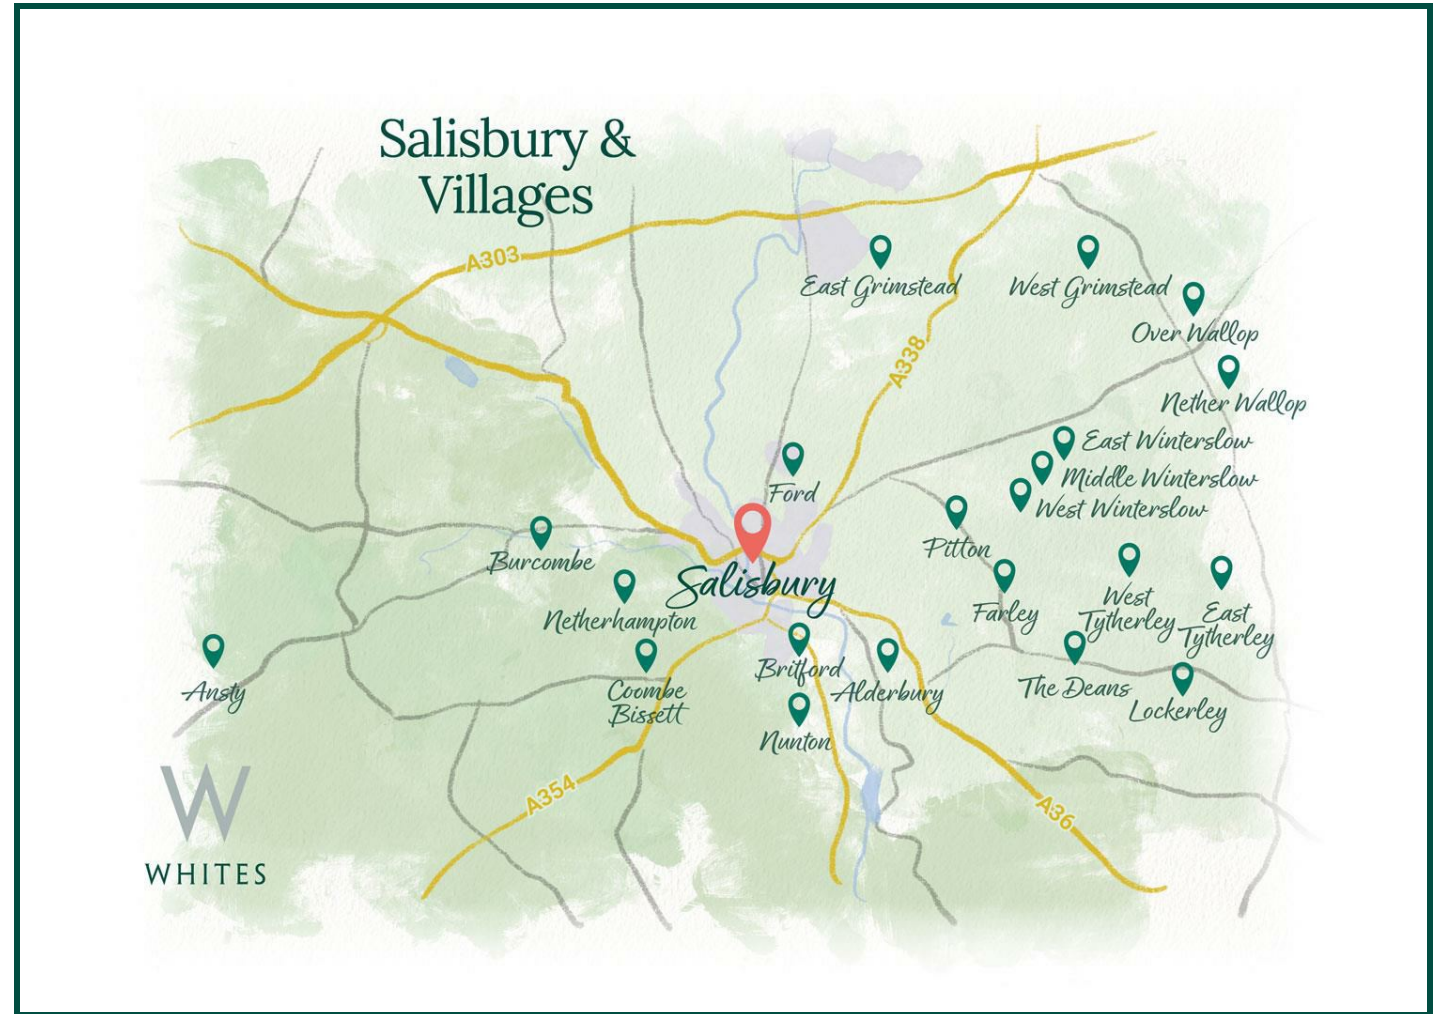 Salisbury &
Villages
A303
East Grimstead
West Grimstead
Over Wallop
A338
Nether Wallop
East Winterslow
Middle Winterslow
West Winterslow
Ford
Pitton
Burcombe
Salisbury
Netherhampton
Farley
West
Tytherley
East
Tytherley
Britford
Alderbury
The Deans
Lockerley
Ansty
Coombe
Bissett
Nunton
A354
A36
W
WHITES